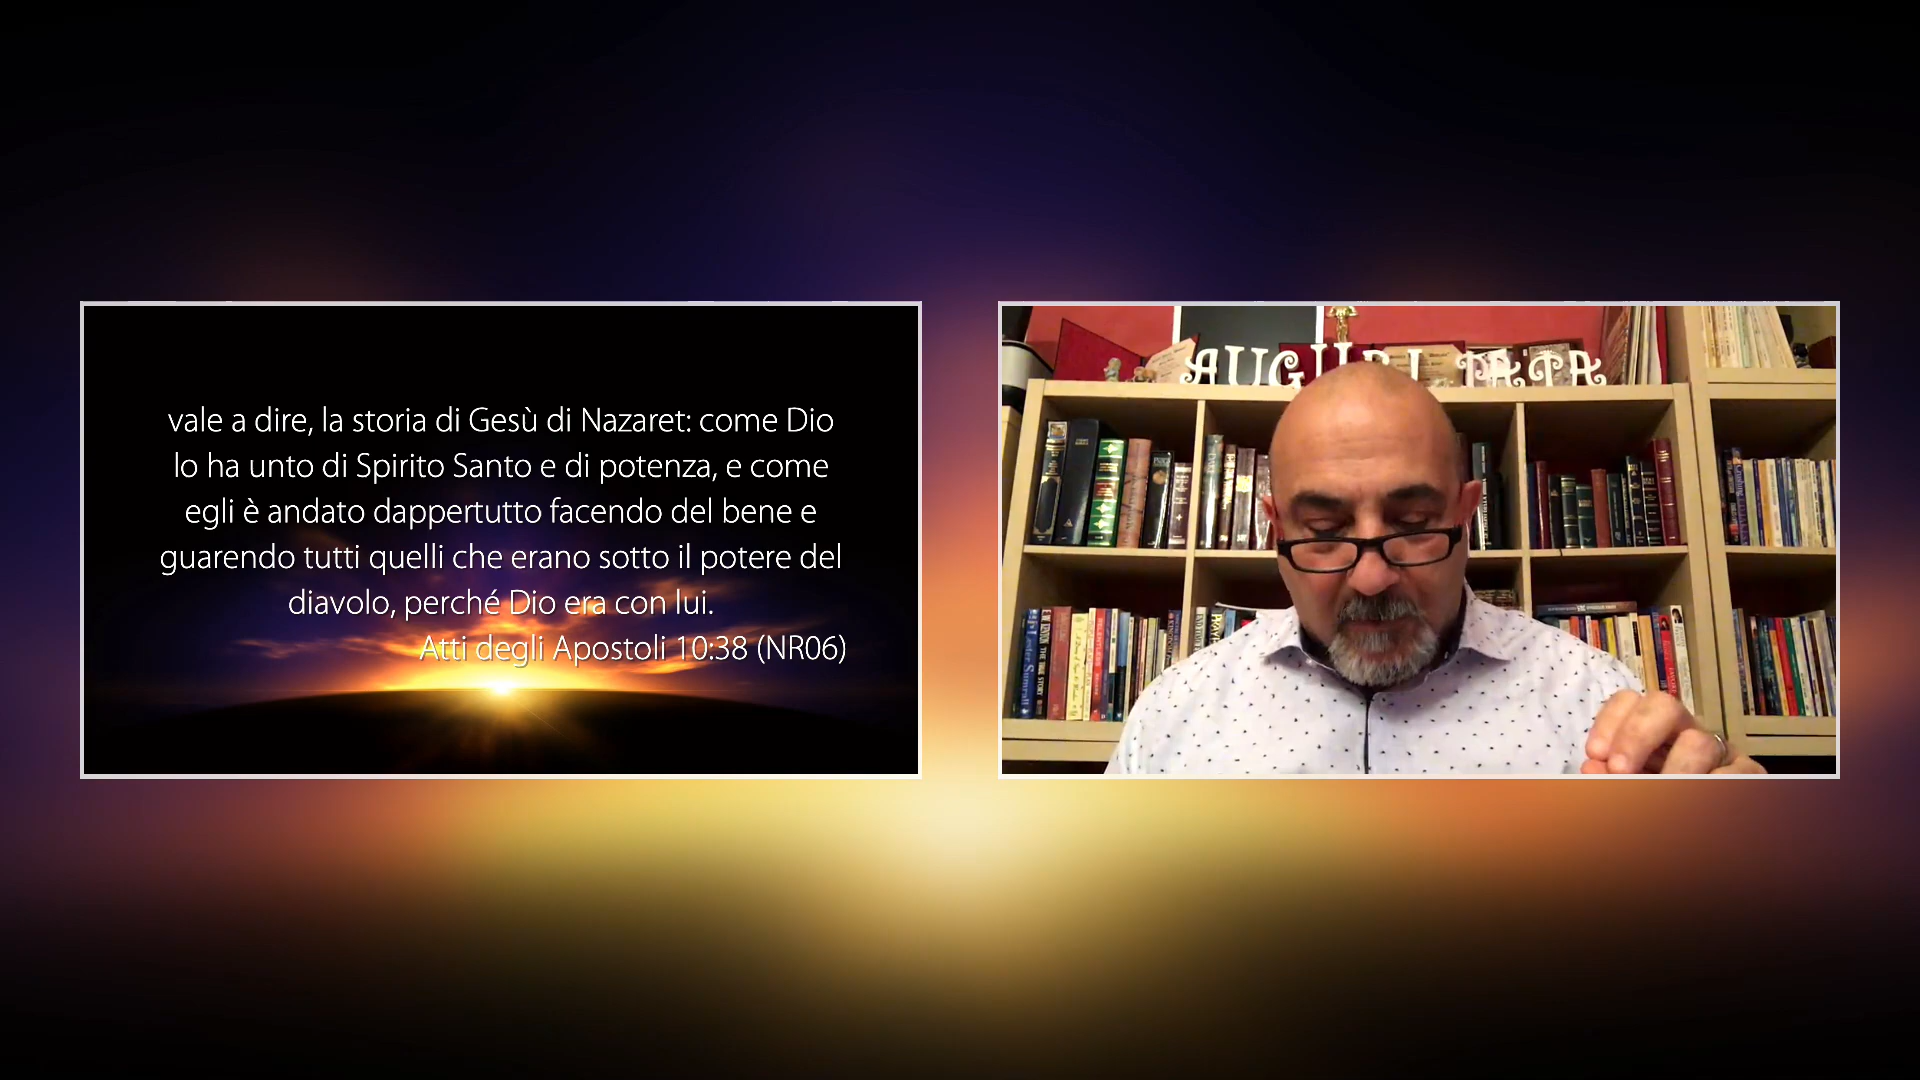 vale a dire, la storia di Gesù di Nazaret: come Dio
lo ha unto di Spirito Santo e di potenza, e come
egli è andato dappertutto facendo del bene e
guarendo tutti quelli che erano sotto il potere del
diavolo, perché Dio era con lui.
Atti degli Apostoli 10:38 (NR06)
AUGURI TATA